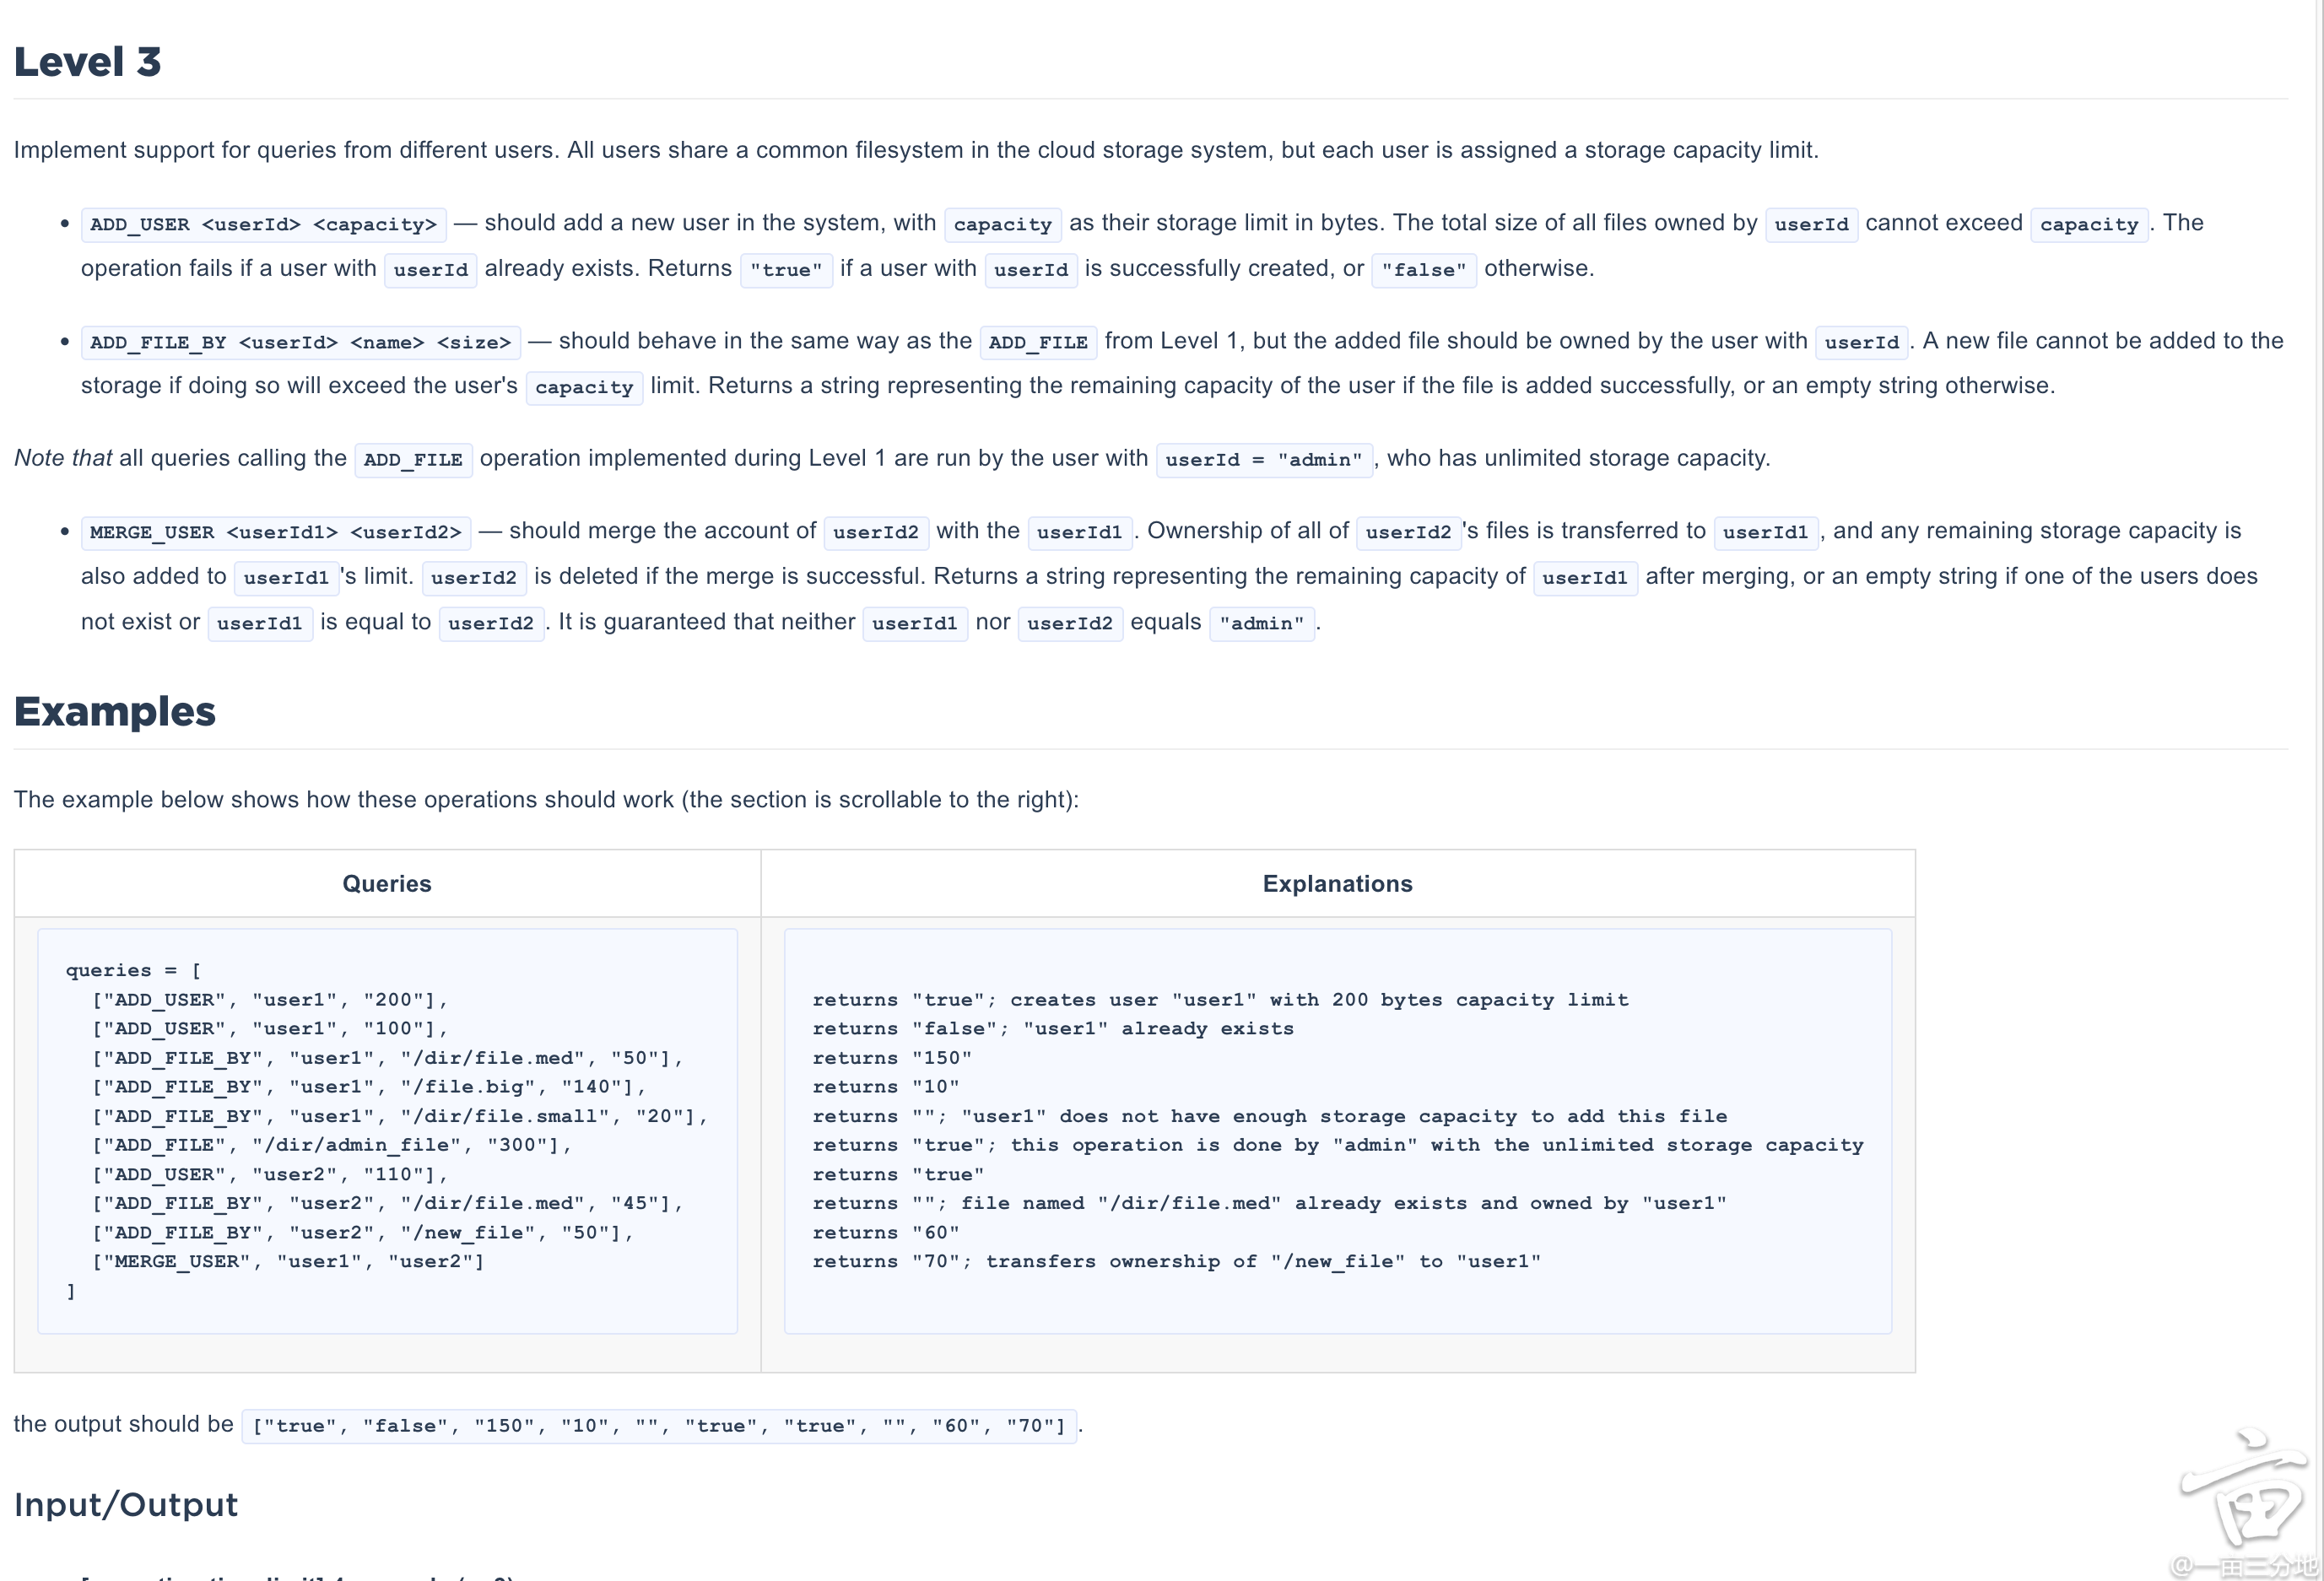 Level 3
Implement support for queries from different users. All users share a common filesystem in the cloud storage system, but each user is assigned a storage capacity limit.
• ADD_USER <userId> <capacity> — should add a new user in the system, with capacity as their storage limit in bytes. The total size of all files owned by userId cannot exceed capacity . The
operation fails if a user with userId already exists. Returns "true" if a user with userId is successfully created, or "false" otherwise.
• ADD_FILE_BY <userId> <name> <size> — should behave in the same way as the ADD_FILE from Level 1, but the added file should be owned by the user with userId . A new file cannot be added to the
storage if doing so will exceed the user's capacity limit. Returns a string representing the remaining capacity of the user if the file is added successfully, or an empty string otherwise.
Note that all queries calling the ADD_FILE operation implemented during Level 1 are run by the user with userId = "admin" , who has unlimited storage capacity.
• MERGE_USER <userId1> <userId2> — should merge the account of userId2 with the userId1 . Ownership of all of userId2 's files is transferred to userId1 , and any remaining storage capacity is
also added to userId1 's limit. userId2 is deleted if the merge is successful. Returns a string representing the remaining capacity of userId1 after merging, or an empty string if one of the users does
not exist or userId1 is equal to userId2 . It is guaranteed that neither userId1 nor userId2 equals "admin" .
Examples
The example below shows how these operations should work (the section is scrollable to the right):
Queries
Explanations
queries = [
["ADD_USER", "user1", "200"],
["ADD_USER", "user1", "100"],
["ADD_FILE_BY", "user1", "/dir/file.med", "50"],
["ADD_FILE_BY", "user1", "/file.big", "140"],
["ADD_FILE_BY", "user1", "/dir/file.small", "20"],
["ADD_FILE", "/dir/admin_file", "300"],
["ADD_USER", "user2", "110"],
["ADD_FILE_BY", "user2", "/dir/file.med", "45"],
["ADD_FILE_BY", "user2", "/new_file", "50"],
["MERGE_USER", "user1", "user2"]
]
returns "true"; creates user "user1" with 200 bytes capacity limit
returns "false"; "user1" already exists
returns "150"
returns "10"
returns ""; "user1" does not have enough storage capacity to add this file
returns "true"; this operation is done by "admin" with the unlimited storage capacity
returns "true"
returns ""; file named "/dir/file.med" already exists and owned by "user1"
returns "60"
returns "70"; transfers ownership of "/new_file" to "user1"
the output should be ["true", "false", "150", "10", "", "true", "true", "", "60", "70"] .
Input/Output
亩
@一亩三分地